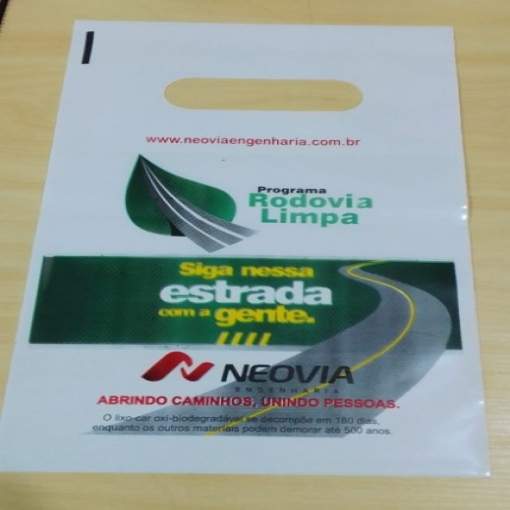 www.neoviaengenharia.com.br
Programa
Rodovia
Limpa
Siga nessa
estrada
com a gente.
NEOVIA
ENGENHARIA
ABRINDO CAMINHOS, UNINDO PESSOAS.
O lixo-car oxi-biodegradável se decompõe em 180 dias,
enquanto os outros materiais podem demorar até 500 anos.